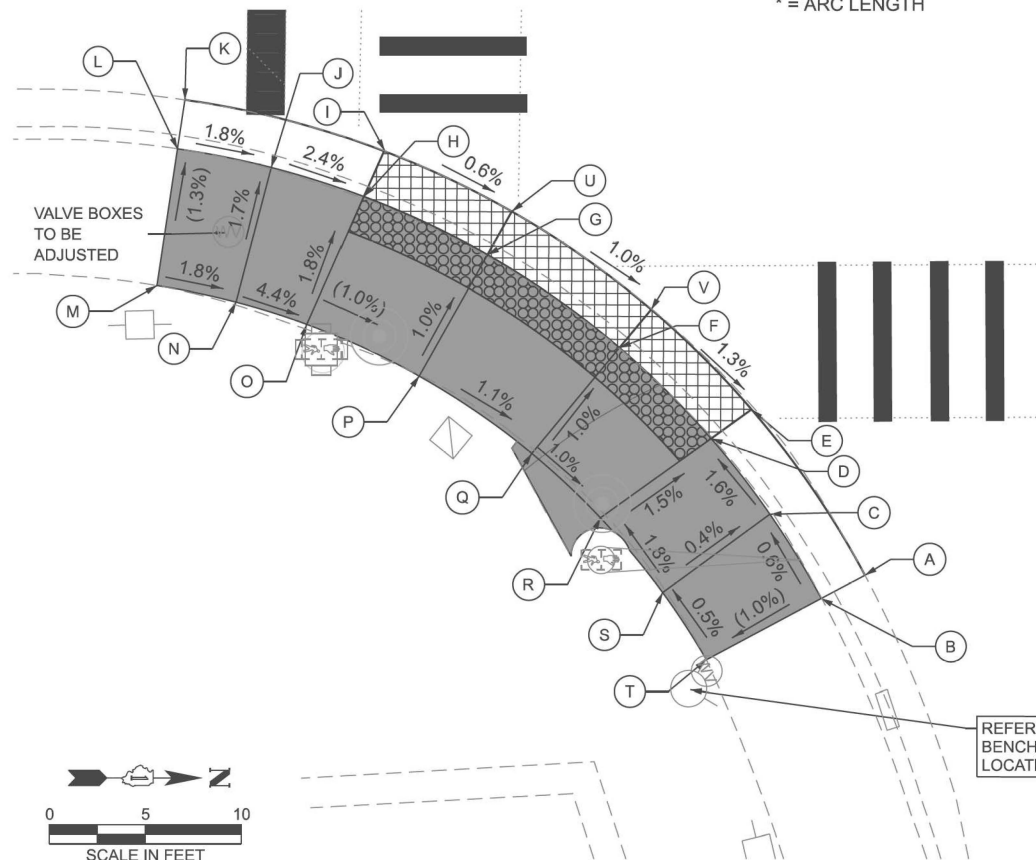 * = ARC LENGTH
K
L
J
I
H
1.8%
2.4%
0.6%
U
G
(1.3%)
1.7%
1.8%
VALVE BOXES
TO BE
ADJUSTED
1.0%
V
F
M
1.8%
4.4%
(1.0%)
1.0%
1.3%
N
O
P
1.1%
1.0%
1.0%
E
D
Q
1.5%
1.6%
C
0.4%
1.8%
R
0.6%
A
0.5%
(1.0%)
S
B
T
REFER
BENCH
LOCATI
N
0 5 10
SCALE IN FEET